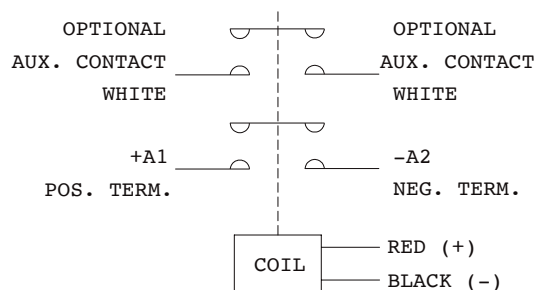 OPTIONAL
AUX. CONTACT
WHITE
OPTIONAL
AUX. CONTACT
WHITE
+A1
POS. TERM.
-A2
NEG. TERM.
COIL
RED (+)
BLACK (-)